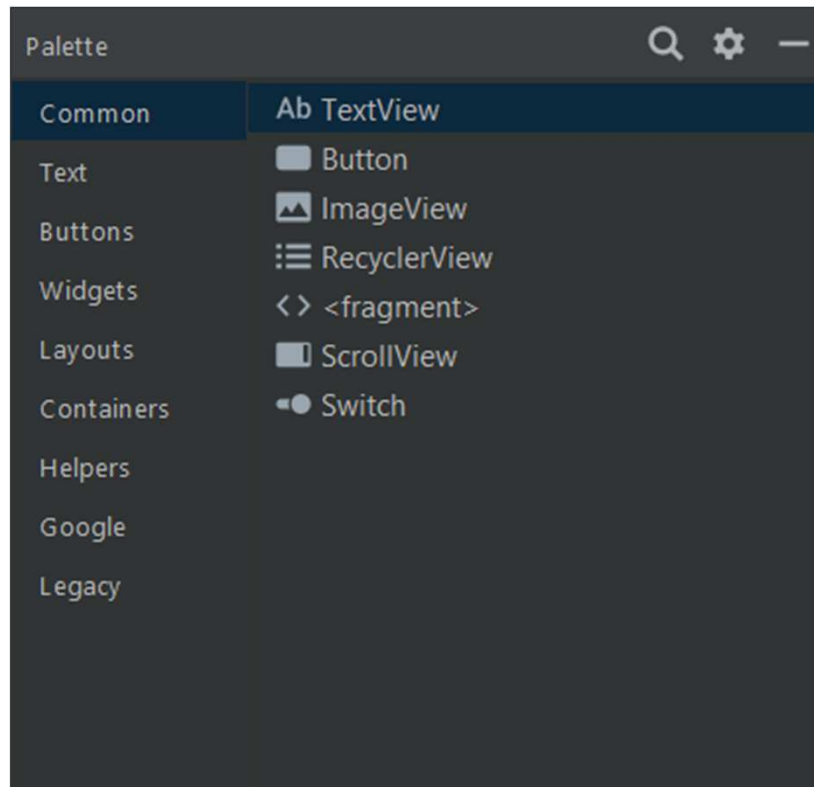 Palette
Common
Text
Buttons
Widgets
Layouts
Containers
Helpers
Google
Legacy
Ab TextView
Button
ImageView
RecyclerView
<> <fragment>
ScrollView
Switch